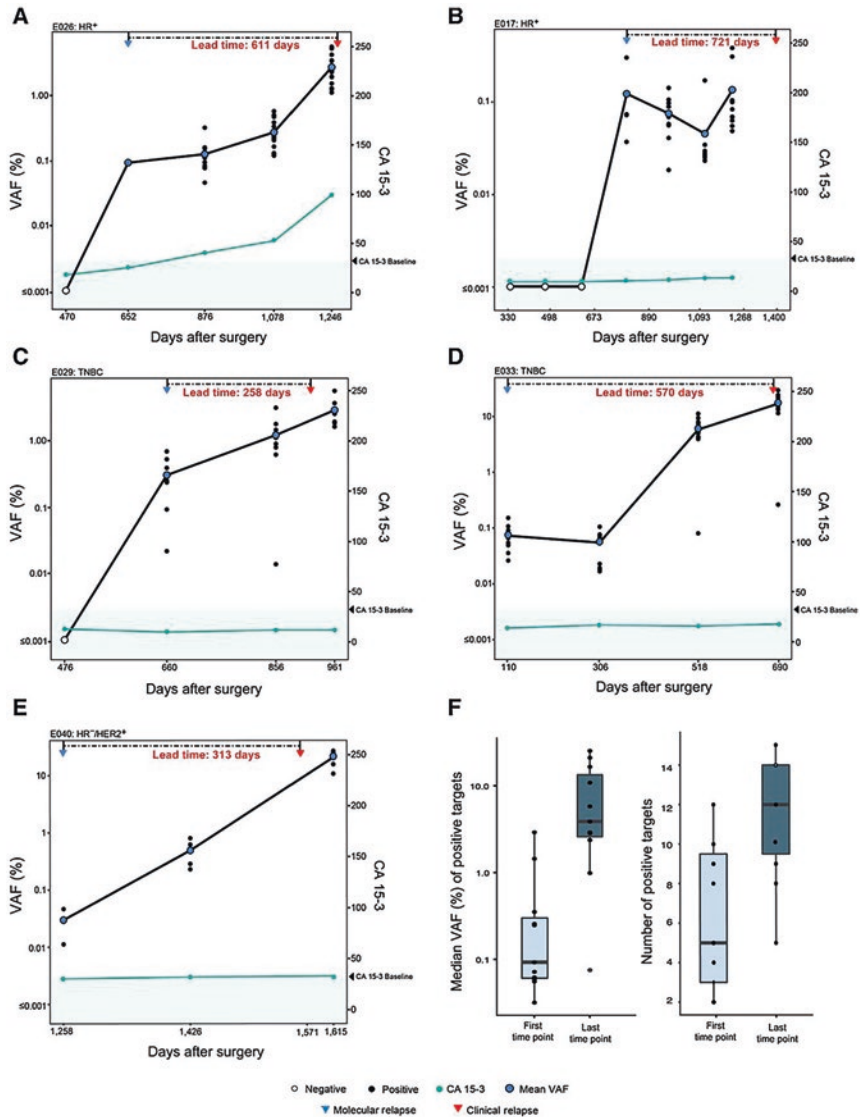 A
E026: HR+
Lead time: 611 days
VAF (%)
1.00
0.1
0.01
≤0.001
250
200
150
100
50
0
CA 15-3
CA 15-3 Baseline
470 652 876 1,078 1,246
Days after surgery
B
E017: HR+
Lead time: 721 days
VAF (%)
0.1
0.01
≤0.001
250
200
150
100
50
0
CA 15-3
CA 15-3 Baseline
330 498 673 890 1,093 1,268 1,400
Days after surgery
C
E029: TNBC
Lead time: 258 days
VAF (%)
1.00
0.1
0.01
≤0.001
250
200
150
100
50
0
CA 15-3
CA 15-3 Baseline
476 660 856 961
Days after surgery
D
E033: TNBC
Lead time: 570 days
VAF (%)
10
1
0.1
0.01
≤0.001
250
200
150
100
50
0
CA 15-3
CA 15-3 Baseline
110 306 518 690
Days after surgery
E
E040: HR−/HER2+
Lead time: 313 days
VAF (%)
10
1
0.1
0.01
≤0.001
250
200
150
100
50
0
CA 15-3
CA 15-3 Baseline
1,258 1,426 1,571 1,615
Days after surgery
F
Median VAF (%) of positive targets
10.0
1.0
0.1
First time point
Last time point
Number of positive targets
14
12
10
8
6
4
2
First time point
Last time point
Negative Positive CA 15-3 Mean VAF
Molecular relapse Clinical relapse